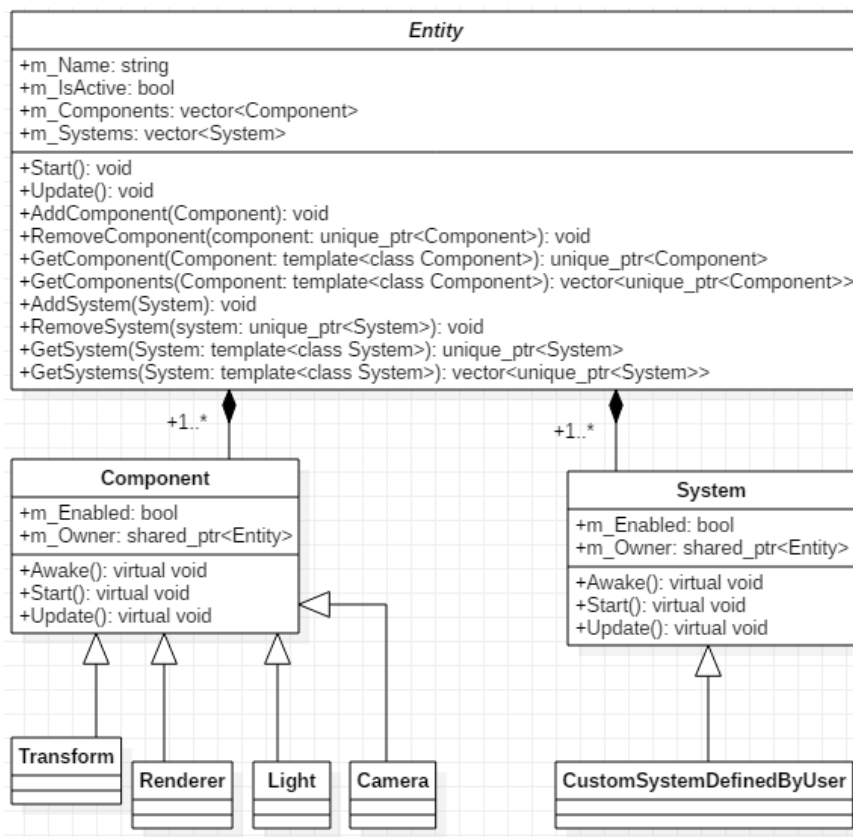 Entity
+m_Name: string
+m_IsActive: bool
+m_Components: vector<Component>
+m_Systems: vector<System>
+Start(): void
+Update(): void
+AddComponent(Component): void
+RemoveComponent(component: unique_ptr<Component>): void
+GetComponent(Component: template<class Component>): unique_ptr<Component>
+GetComponents(Component: template<class Component>): vector<unique_ptr<Component>>
+AddSystem(System): void
+RemoveSystem(system: unique_ptr<System>): void
+GetSystem(System: template<class System>): unique_ptr<System>
+GetSystems(System: template<class System>): vector<unique_ptr<System>>
+1..*
+1..*
Component
+m_Enabled: bool
+m_Owner: shared_ptr<Entity>
+Awake(): virtual void
+Start(): virtual void
+Update(): virtual void
System
+m_Enabled: bool
+m_Owner: shared_ptr<Entity>
+Awake(): virtual void
+Start(): virtual void
+Update(): virtual void
Transform
Renderer
Light
Camera
CustomSystemDefinedByUser